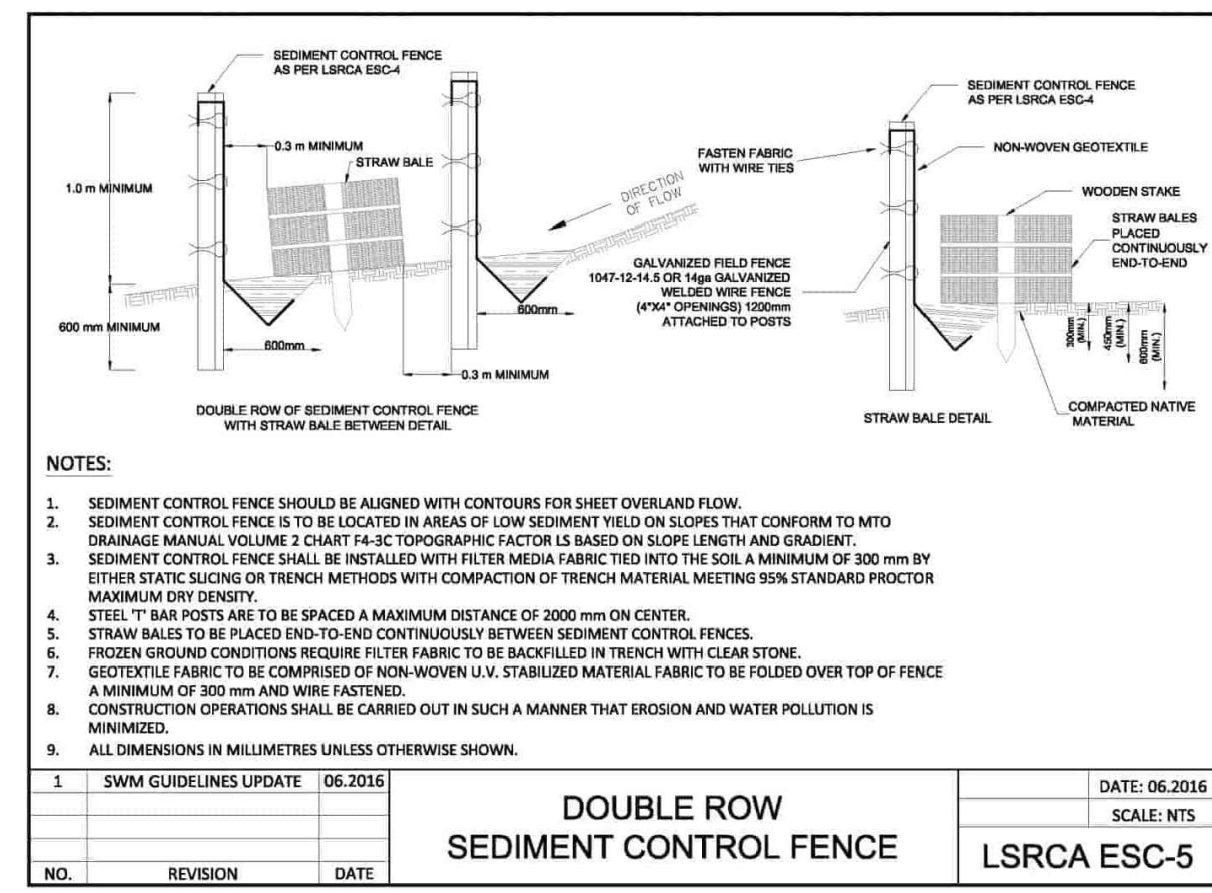 SEDIMENT CONTROL FENCE
AS PER LSRCA ESC-4
0.3 m MINIMUM
STRAW BALE
1.0 m MINIMUM
600 mm MINIMUM
600mm
DIRECTION
OF FLOW
600mm
0.3 m MINIMUM
DOUBLE ROW OF SEDIMENT CONTROL FENCE
WITH STRAW BALE BETWEEN DETAIL
SEDIMENT CONTROL FENCE
AS PER LSRCA ESC-4
FASTEN FABRIC
WITH WIRE TIES
NON-WOVEN GEOTEXTILE
WOODEN STAKE
STRAW BALES
PLACED
CONTINUOUSLY
END-TO-END
GALVANIZED FIELD FENCE
1047-12-14.5 OR 14ga GALVANIZED
WELDED WIRE FENCE
(4"X4" OPENINGS) 1200mm
ATTACHED TO POSTS
300mm
(MIN.)
450mm
(MIN.)
600mm
(MIN.)
STRAW BALE DETAIL
COMPACTED NATIVE
MATERIAL
NOTES:
1. SEDIMENT CONTROL FENCE SHOULD BE ALIGNED WITH CONTOURS FOR SHEET OVERLAND FLOW.
2. SEDIMENT CONTROL FENCE IS TO BE LOCATED IN AREAS OF LOW SEDIMENT YIELD ON SLOPES THAT CONFORM TO MTO
DRAINAGE MANUAL VOLUME 2 CHART F4-3C TOPOGRAPHIC FACTOR LS BASED ON SLOPE LENGTH AND GRADIENT.
3. SEDIMENT CONTROL FENCE SHALL BE INSTALLED WITH FILTER MEDIA FABRIC TIED INTO THE SOIL A MINIMUM OF 300 mm BY
EITHER STATIC SLICING OR TRENCH METHODS WITH COMPACTION OF TRENCH MATERIAL MEETING 95% STANDARD PROCTOR
MAXIMUM DRY DENSITY.
4. STEEL 'T' BAR POSTS ARE TO BE SPACED A MAXIMUM DISTANCE OF 2000 mm ON CENTER.
5. STRAW BALES TO BE PLACED END-TO-END CONTINUOUSLY BETWEEN SEDIMENT CONTROL FENCES.
6. FROZEN GROUND CONDITIONS REQUIRE FILTER FABRIC TO BE BACKFILLED IN TRENCH WITH CLEAR STONE.
7. GEOTEXTILE FABRIC TO BE COMPRISED OF NON-WOVEN U.V. STABILIZED MATERIAL FABRIC TO BE FOLDED OVER TOP OF FENCE
A MINIMUM OF 300 mm AND WIRE FASTENED.
8. CONSTRUCTION OPERATIONS SHALL BE CARRIED OUT IN SUCH A MANNER THAT EROSION AND WATER POLLUTION IS
MINIMIZED.
9. ALL DIMENSIONS IN MILLIMETRES UNLESS OTHERWISE SHOWN.
1 SWM GUIDELINES UPDATE 06.2016
NO. REVISION DATE
DOUBLE ROW
SEDIMENT CONTROL FENCE
DATE: 06.2016
SCALE: NTS
LSRCA ESC-5